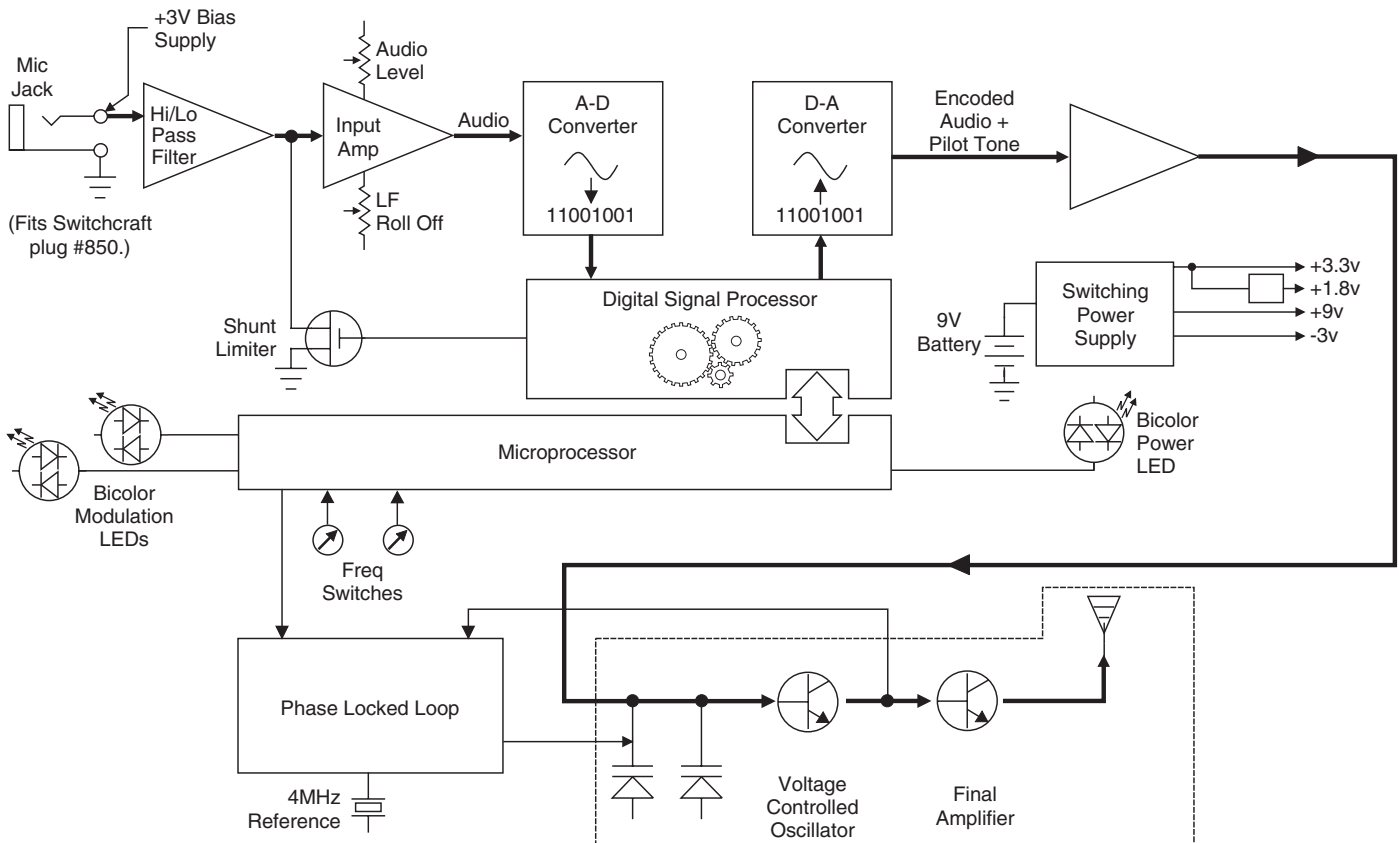 +3V Bias
Supply
Mic
Jack
Hi/Lo
Pass
Filter
(Fits Switchcraft
plug #850.)
Audio
Level
Input
Amp
LF
Roll Off
Audio
A-D
Converter
11001001
D-A
Converter
11001001
Encoded
Audio +
Pilot Tone
Digital Signal Processor
Shunt
Limiter
9V
Battery
Switching
Power
Supply
+3.3v
+1.8v
+9v
-3v
Bicolor
Modulation
LEDs
Microprocessor
Bicolor
Power
LED
Freq
Switches
Phase Locked Loop
4MHz
Reference
Voltage
Controlled
Oscillator
Final
Amplifier